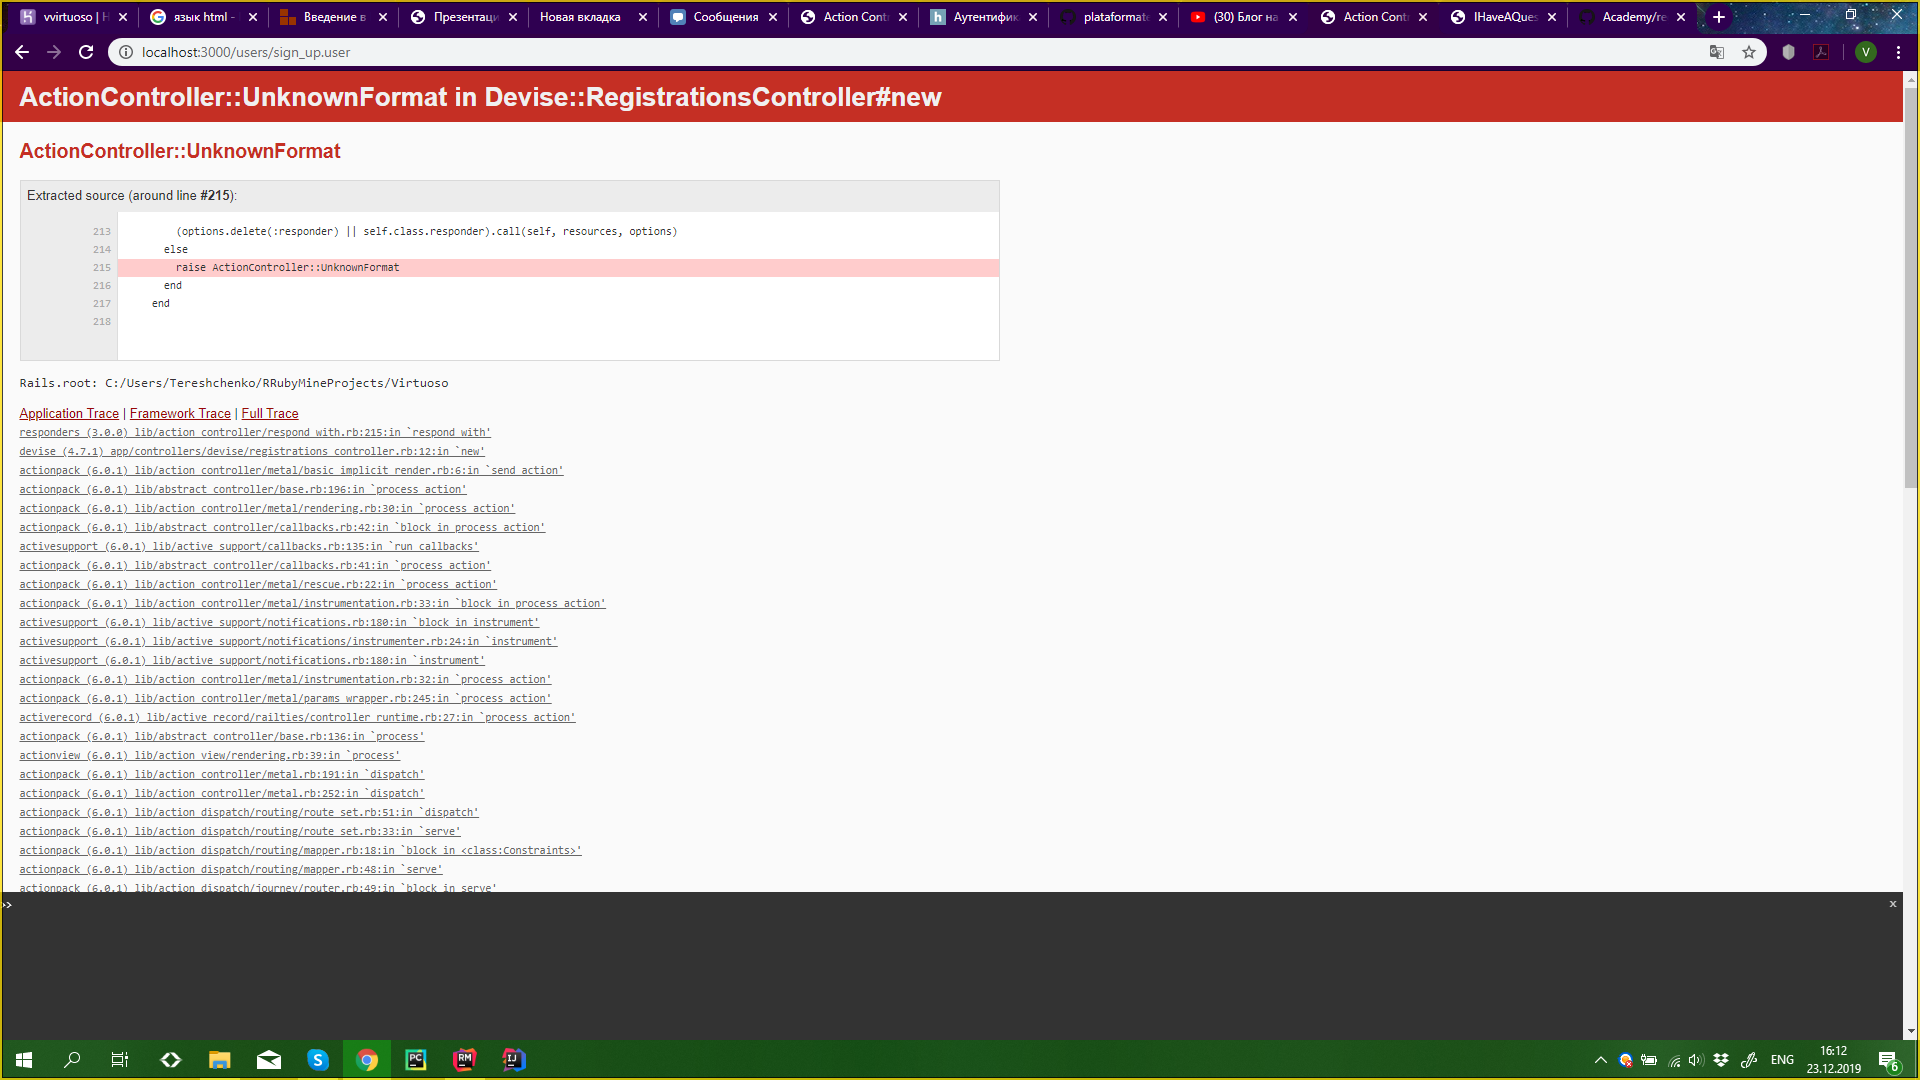 vvirtuoso | H
язык html -
Введение в
Презентаци
Новая вкладка
Сообщения
Action Cont
Аутентифик
plataformate
(30) Блог на
Action Cont
IHaveAQues
Academy/re
localhost:3000/users/sign_up.user
V
ActionController::UnknownFormat in Devise::RegistrationsController#new
ActionController::UnknownFormat
Extracted source (around line #215):
213 (options.delete(:responder) || self.class.responder).call(self, resources, options)
214 else
215 raise ActionController::UnknownFormat
216 end
217 end
218
Rails.root: C:/Users/Tereshchenko/RRubyMineProjects/Virtuoso
Application Trace | Framework Trace | Full Trace
responders (3.0.0) lib/action_controller/respond_with.rb:215:in `respond_with'
devise (4.7.1) app/controllers/devise/registrations_controller.rb:12:in `new'
actionpack (6.0.1) lib/action_controller/metal/basic_implicit_render.rb:6:in `send_action'
actionpack (6.0.1) lib/abstract_controller/base.rb:196:in `process_action'
actionpack (6.0.1) lib/action_controller/metal/rendering.rb:30:in `process_action'
actionpack (6.0.1) lib/abstract_controller/callbacks.rb:42:in `block in process_action'
activesupport (6.0.1) lib/active_support/callbacks.rb:135:in `run_callbacks'
actionpack (6.0.1) lib/abstract_controller/callbacks.rb:41:in `process_action'
actionpack (6.0.1) lib/action_controller/metal/rescue.rb:22:in `process_action'
actionpack (6.0.1) lib/action_controller/metal/instrumentation.rb:33:in `block in process_action'
activesupport (6.0.1) lib/active_support/notifications.rb:180:in `block in instrument'
activesupport (6.0.1) lib/active_support/notifications/instrumenter.rb:24:in `instrument'
activesupport (6.0.1) lib/active_support/notifications.rb:180:in `instrument'
actionpack (6.0.1) lib/action_controller/metal/instrumentation.rb:32:in `process_action'
actionpack (6.0.1) lib/action_controller/metal/params_wrapper.rb:245:in `process_action'
activerecord (6.0.1) lib/active_record/railties/controller_runtime.rb:27:in `process_action'
actionpack (6.0.1) lib/abstract_controller/base.rb:136:in `process'
actionview (6.0.1) lib/action_view/rendering.rb:39:in `process'
actionpack (6.0.1) lib/action_controller/metal.rb:191:in `dispatch'
actionpack (6.0.1) lib/action_controller/metal.rb:252:in `dispatch'
actionpack (6.0.1) lib/action_dispatch/routing/route_set.rb:51:in `dispatch'
actionpack (6.0.1) lib/action_dispatch/routing/route_set.rb:33:in `serve'
actionpack (6.0.1) lib/action_dispatch/routing/mapper.rb:18:in `block in <class:Constraints>'
actionpack (6.0.1) lib/action_dispatch/routing/mapper.rb:48:in `serve'
actionpack (6.0.1) lib/action_dispatch/journey/router.rb:49:in `block in serve'
>>
x
PC
RM
IJ
ENG
16:12
23.12.2019
6